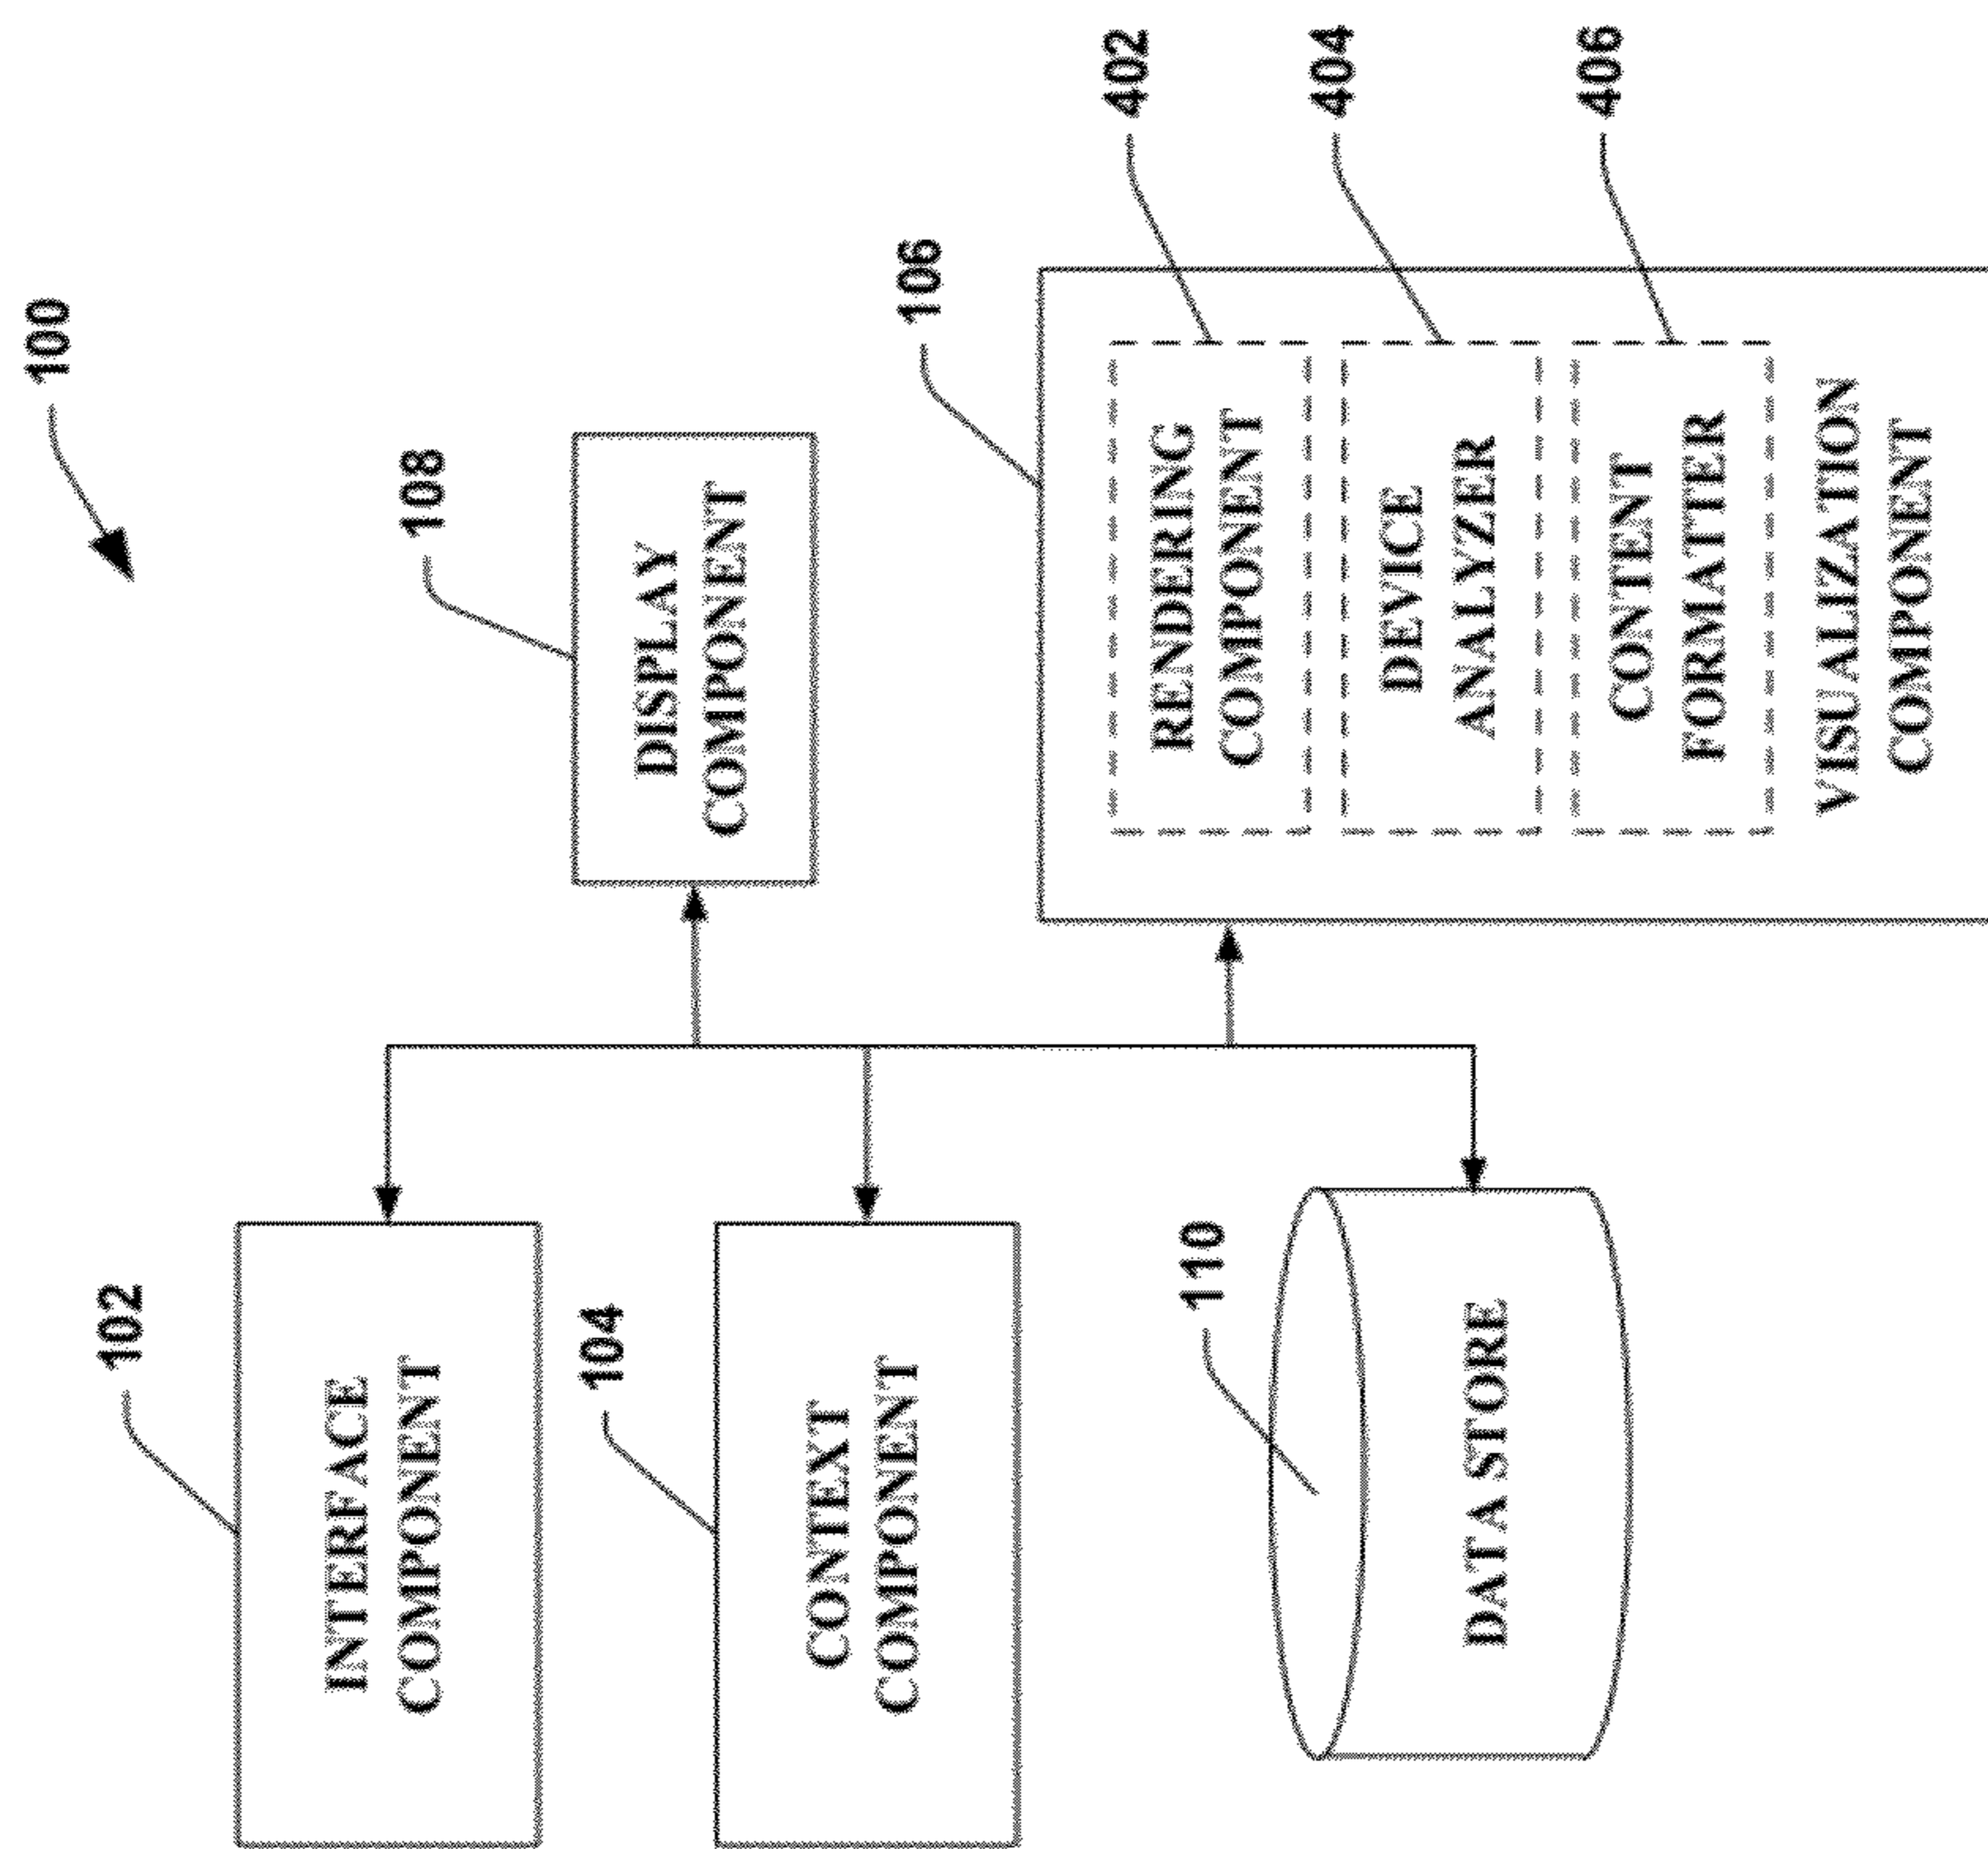 100
102
INTERFACE
COMPONENT
108
DISPLAY
COMPONENT
104
CONTEXT
COMPONENT
106
402
RENDERING
COMPONENT
404
DEVICE
ANALYZER
406
CONTENT
FORMATTER
VISUALIZATION
COMPONENT
110
DATA STORE